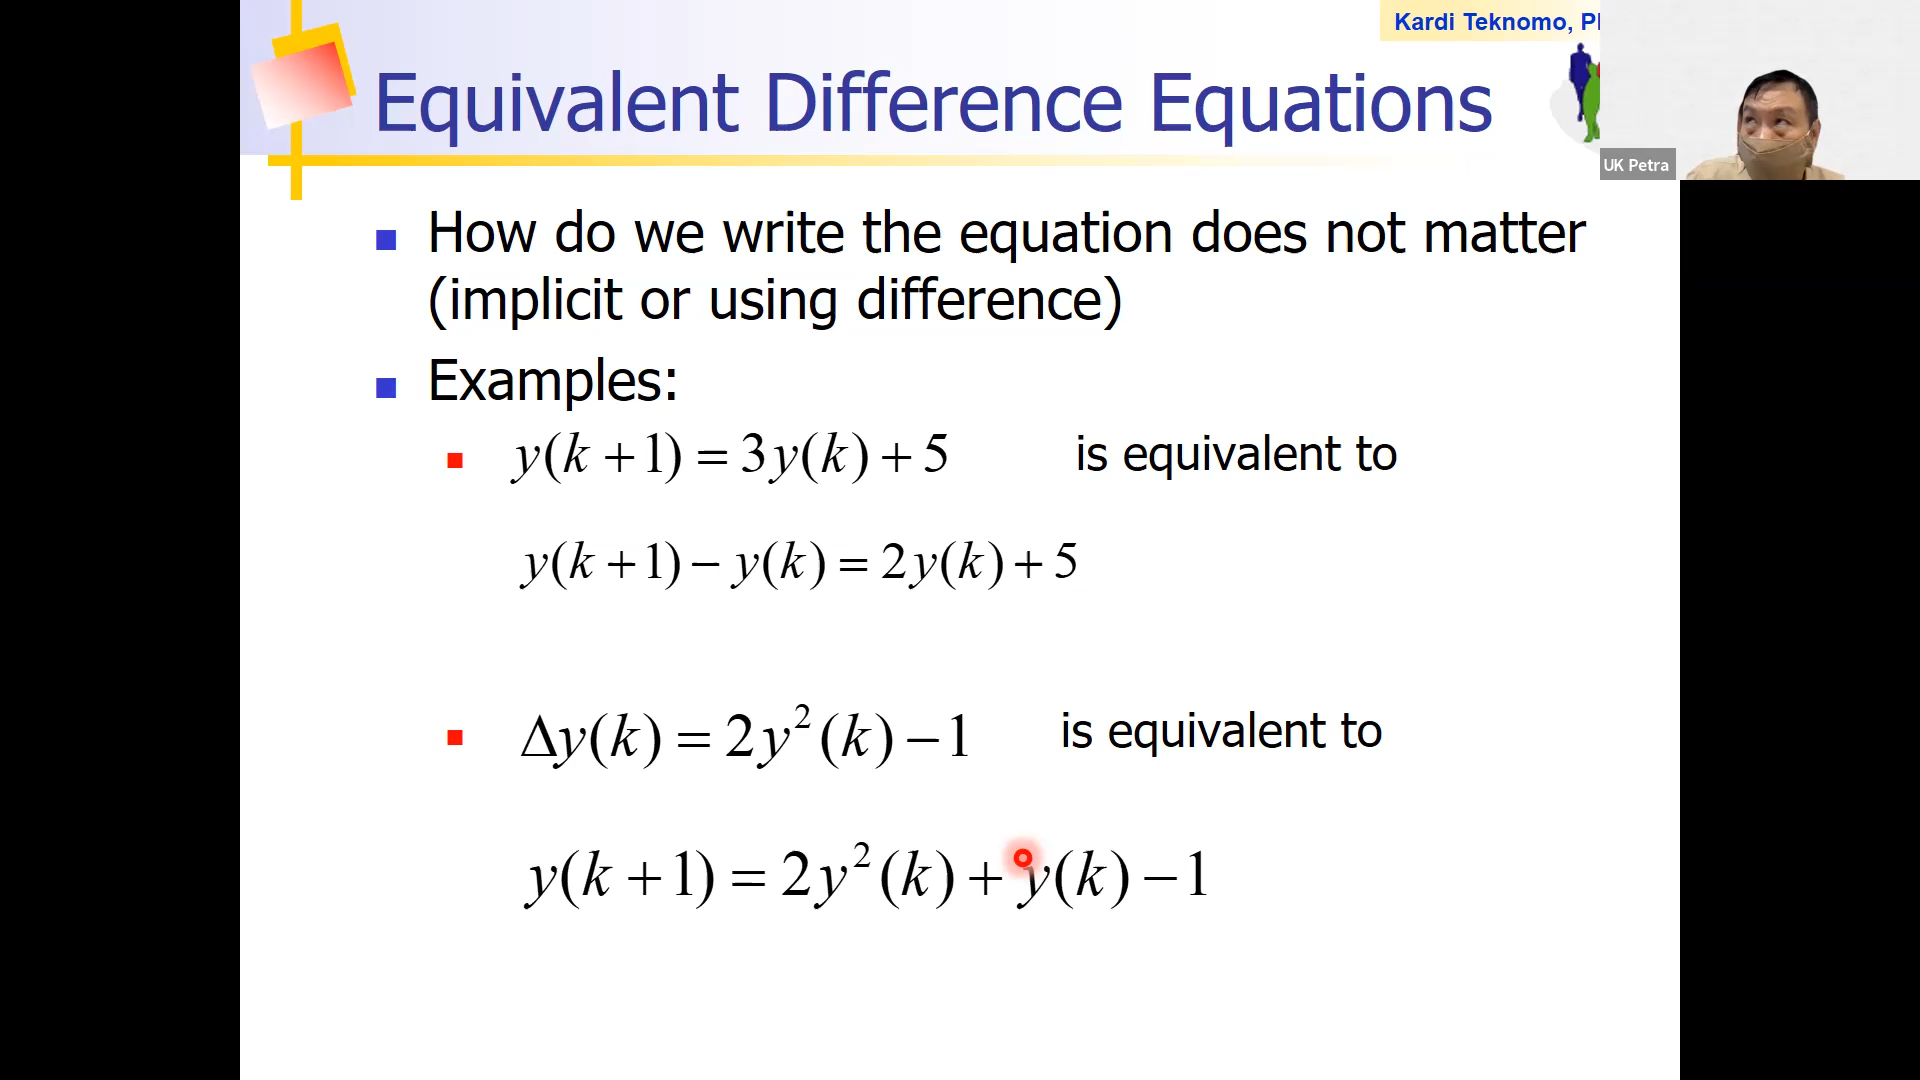 Kardi Teknomo, P
Equivalent Difference Equations
UK Petra
How do we write the equation does not matter
(implicit or using difference)
Examples:
y(k+1) = 3y(k)+5 is equivalent to
y(k+1) − y(k) = 2y(k)+5
Δy(k) = 2y²(k)−1 is equivalent to
y(k+1) = 2y²(k)+y(k)−1